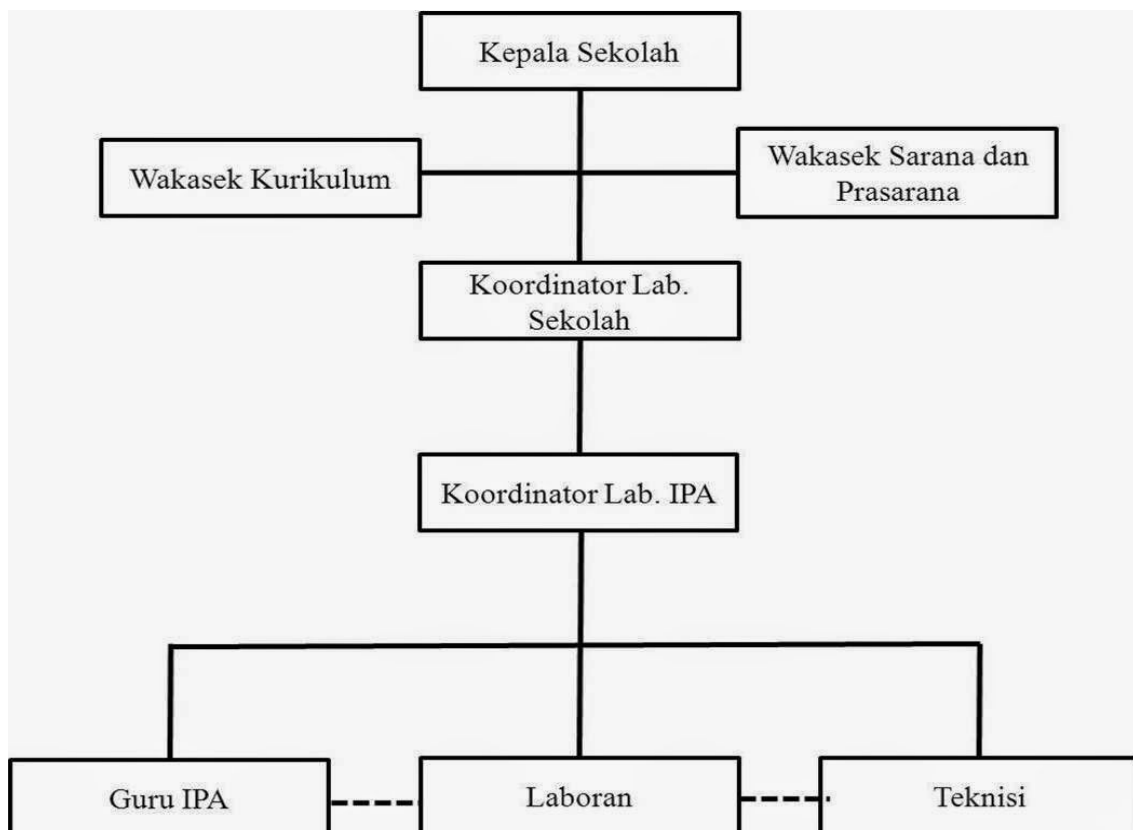 Kepala Sekolah
Wakasek Kurikulum
Wakasek Sarana dan
Prasarana
Koordinator Lab.
Sekolah
Koordinator Lab. IPA
Guru IPA
Laboran
Teknisi